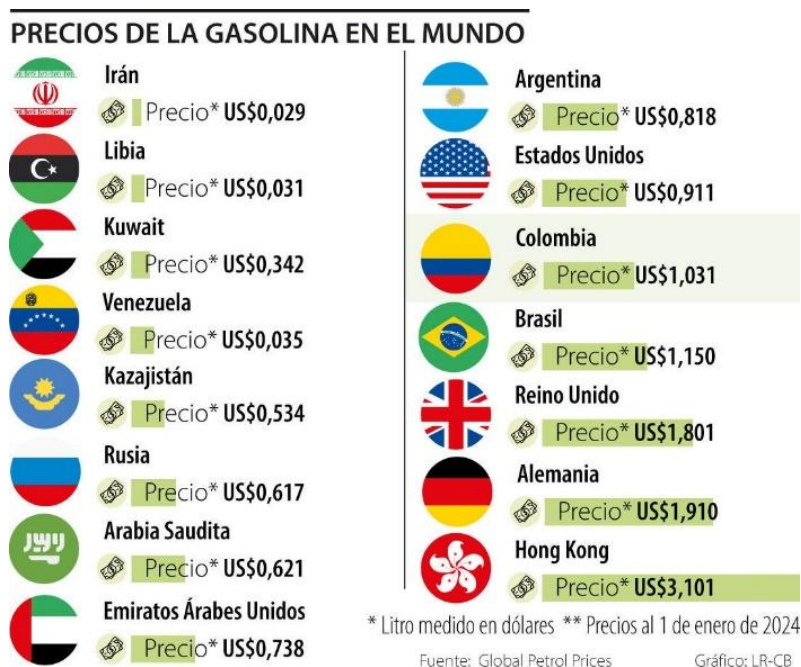 PRECIOS DE LA GASOLINA EN EL MUNDO
Irán
Precio* US$0,029
Libia
Precio* US$0,031
Kuwait
Precio* US$0,342
Venezuela
Precio* US$0,035
Kazajistán
Precio* US$0,534
Rusia
Precio* US$0,617
Arabia Saudita
Precio* US$0,621
Emiratos Árabes Unidos
Precio* US$0,738
Argentina
Precio* US$0,818
Estados Unidos
Precio* US$0,911
Colombia
Precio* US$1,031
Brasil
Precio* US$1,150
Reino Unido
Precio* US$1,801
Alemania
Precio* US$1,910
Hong Kong
Precio* US$3,101
* Litro medido en dólares ** Precios al 1 de enero de 2024
Fuente: Global Petrol Prices Gráfico: LR-CB